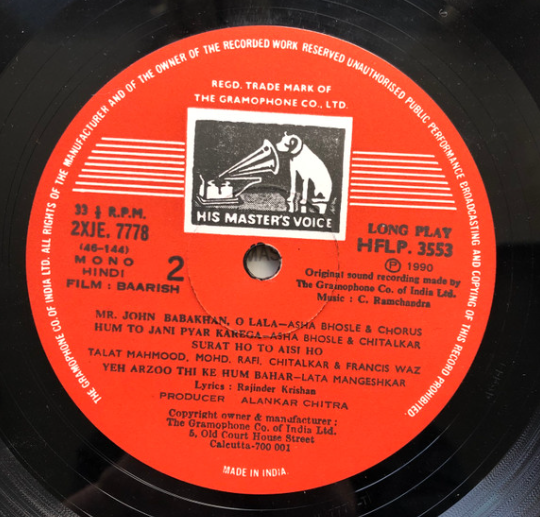 ALL RIGHTS OF THE MANUFACTURER AND OF THE OWNER OF THE RECORDED WORK RESERVED UNAUTHORISED PUBLIC PERFORMANCE BROADCASTING AND COPYING OF THIS RECORD PROHIBITED.
THE GRAMOPHONE CO. OF INDIA LTD.
REGD. TRADE MARK OF
THE GRAMOPHONE CO., LTD.
HIS MASTER'S VOICE
33 ⅓ R.P.M.
2XJE. 7778
(46-144)
MONO
HINDI
FILM : BAARISH
2
LONG PLAY
HFLP. 3553
Ⓟ 1990
Original sound recording made by
The Gramophone Co. of India Ltd.
Music : C. Ramchandra
MR. JOHN BABAKHAN, O LALA—ASHA BHOSLE & CHORUS
HUM TO JANI PYAR KAREGA—ASHA BHOSLE & CHITALKAR
SURAT HO TO AISI HO
TALAT MAHMOOD, MOHD. RAFI, CHITALKAR & FRANCIS WAZ
YEH ARZOO THI KE HUM BAHAR—LATA MANGESHKAR
Lyrics : Rajinder Krishan
PRODUCER ALANKAR CHITRA
Copyright owner & manufacturer :
The Gramophone Co. of India Ltd.
5, Old Court House Street
Calcutta-700 001
MADE IN INDIA.